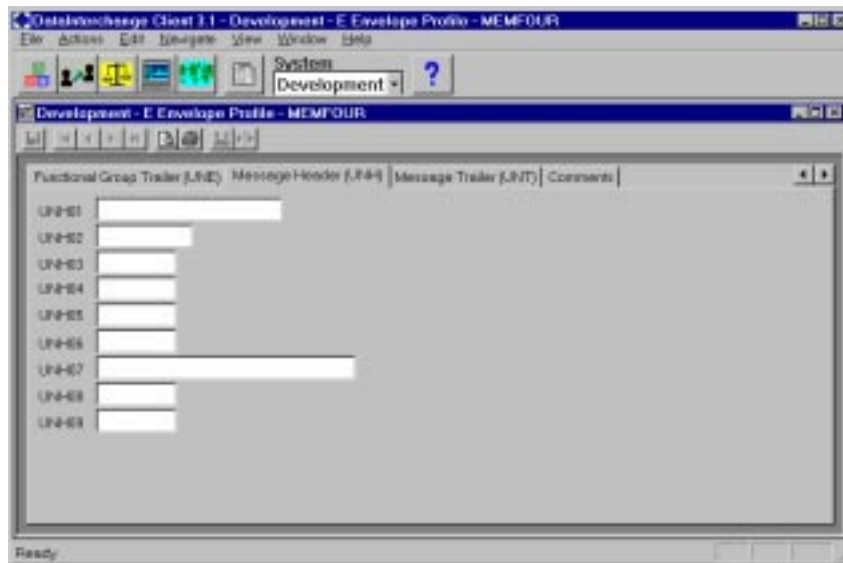 DataInterchange Client 3.1 - Development - E Envelope Profile - MEMFOUR
File Actions Edit Navigate View Window Help
System
Development
?
Development - E Envelope Profile - MEMFOUR
Functional Group Trailer (UNE) Message Header (UNH) Message Trailer (UNT) Comments
UNH01
UNH02
UNH03
UNH04
UNH05
UNH06
UNH07
UNH08
UNH09
Ready